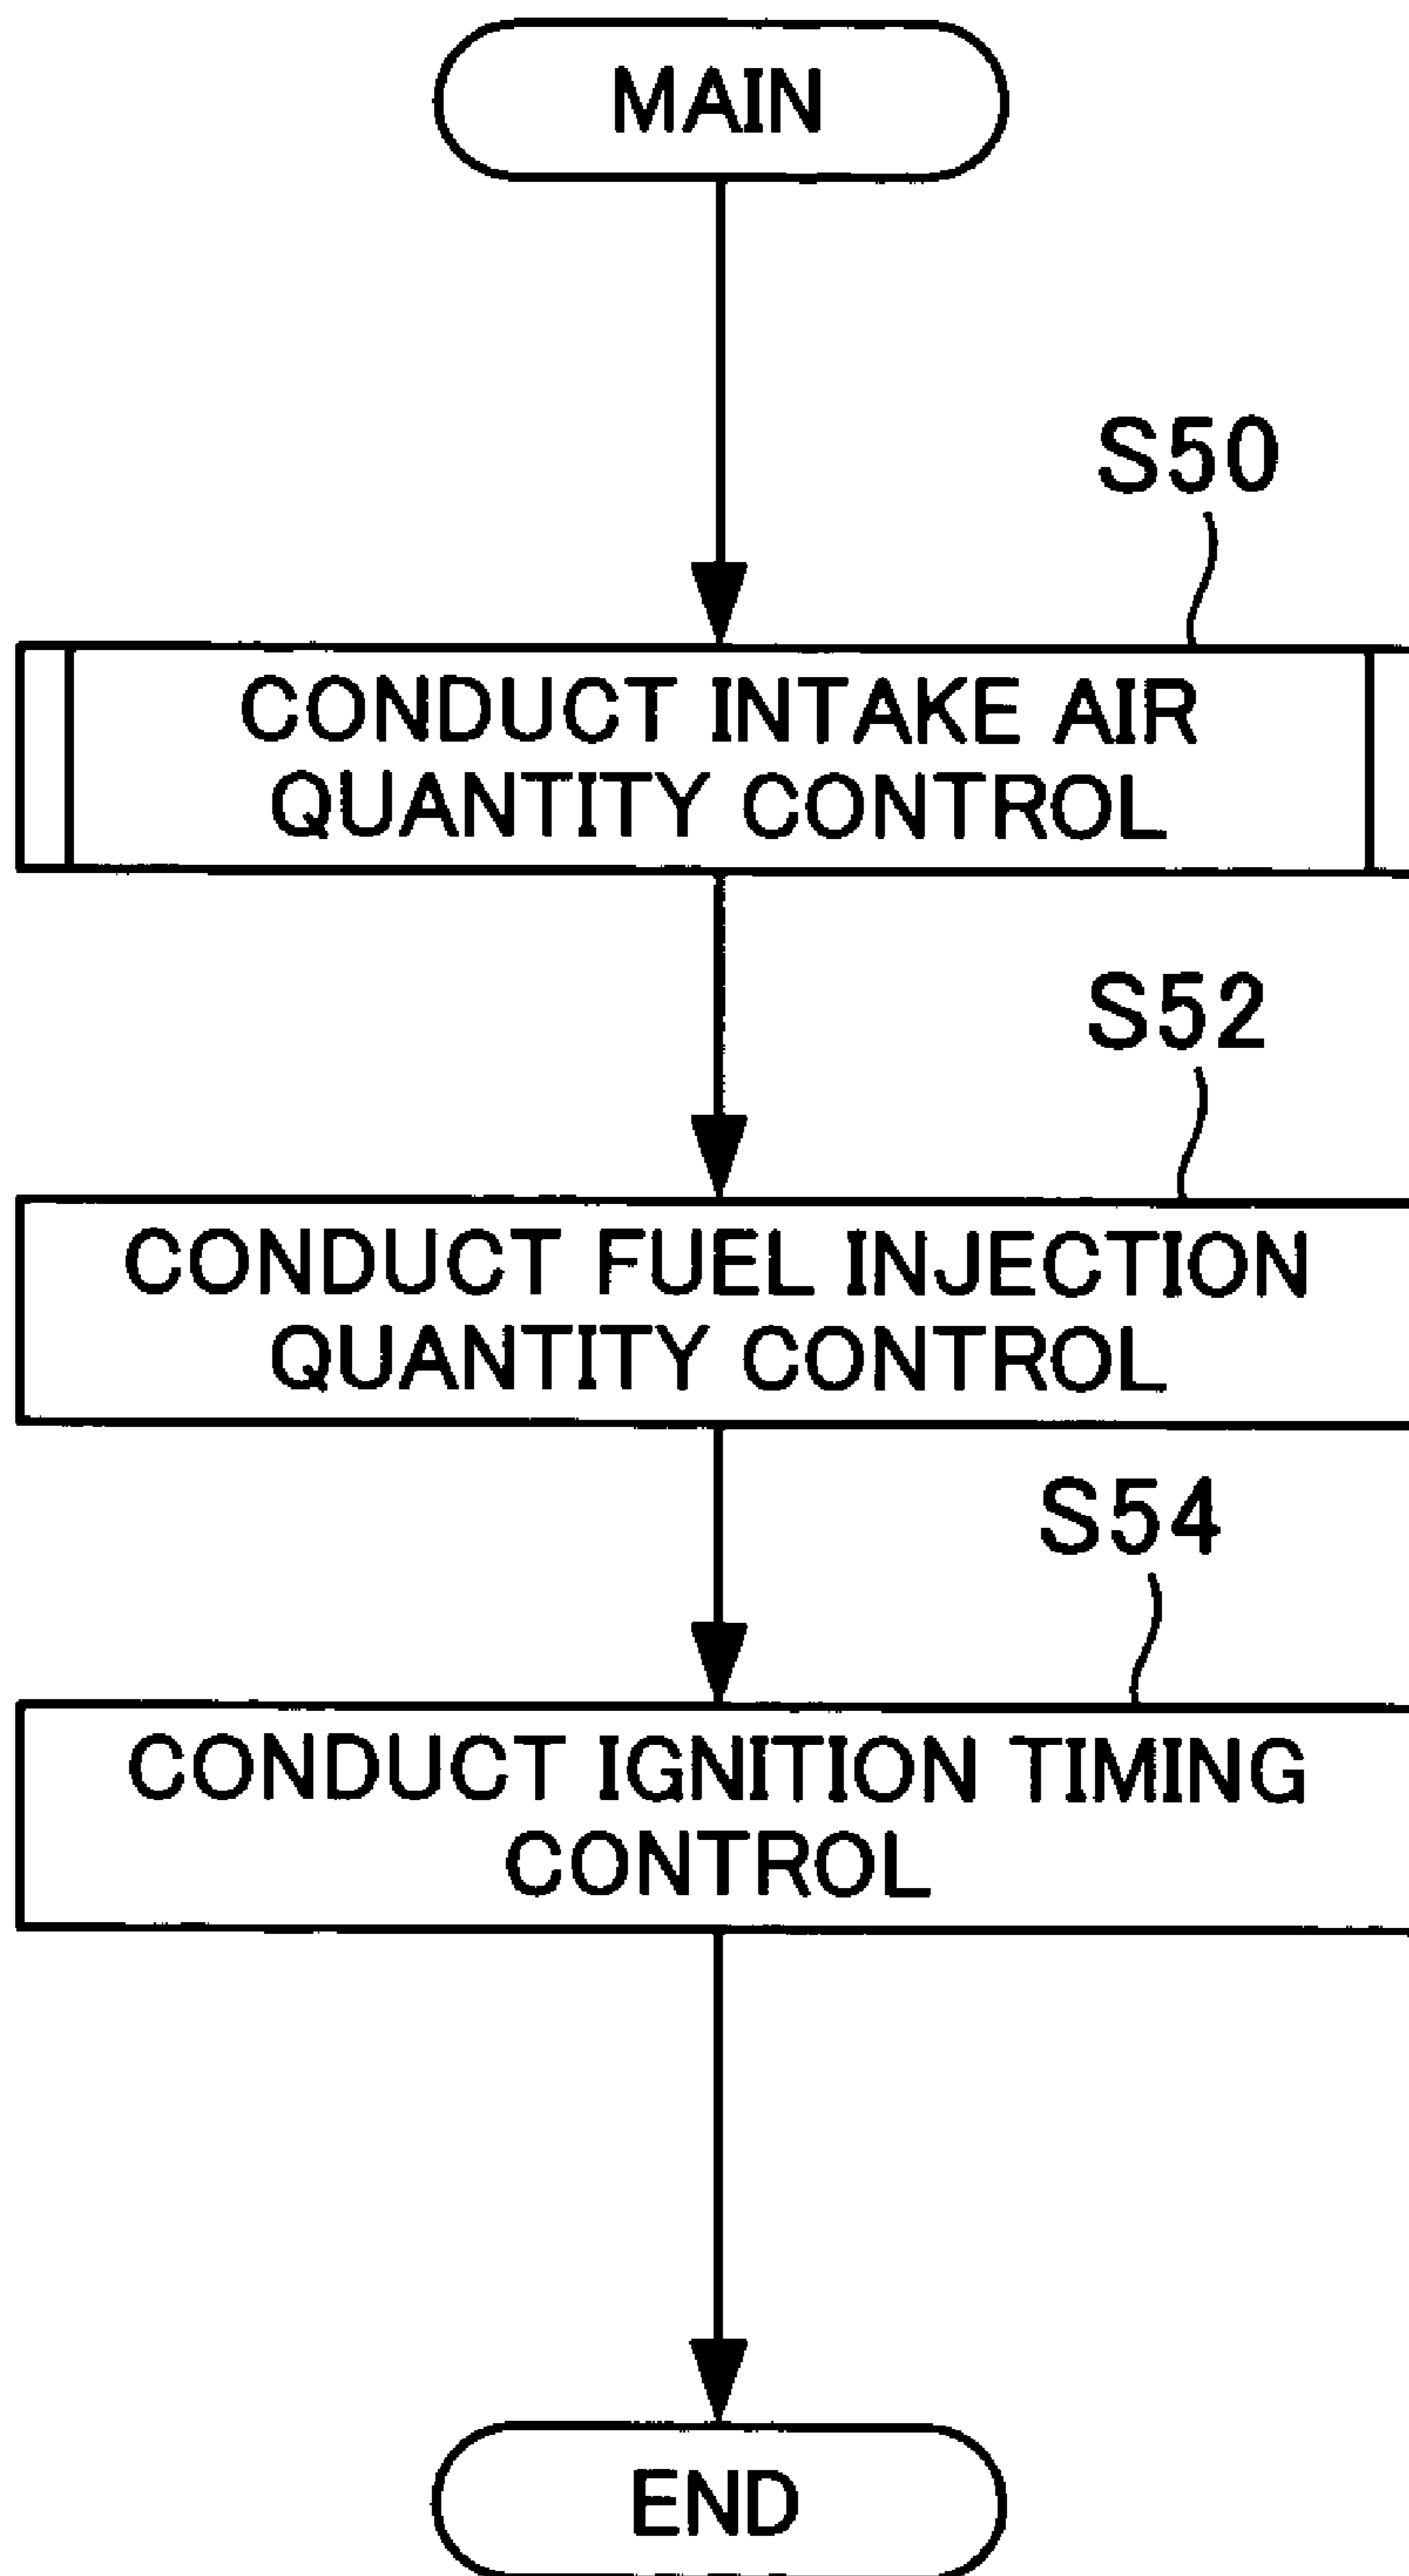 MAIN
S50
CONDUCT INTAKE AIR
QUANTITY CONTROL
S52
CONDUCT FUEL INJECTION
QUANTITY CONTROL
S54
CONDUCT IGNITION TIMING
CONTROL
END